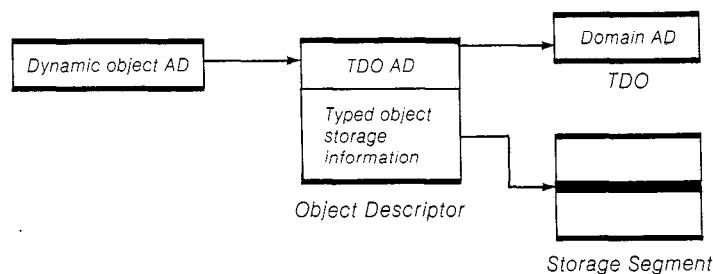 Dynamic object AD
TDO AD
Typed object
storage
information
Object Descriptor
Domain AD
TDO
Storage Segment